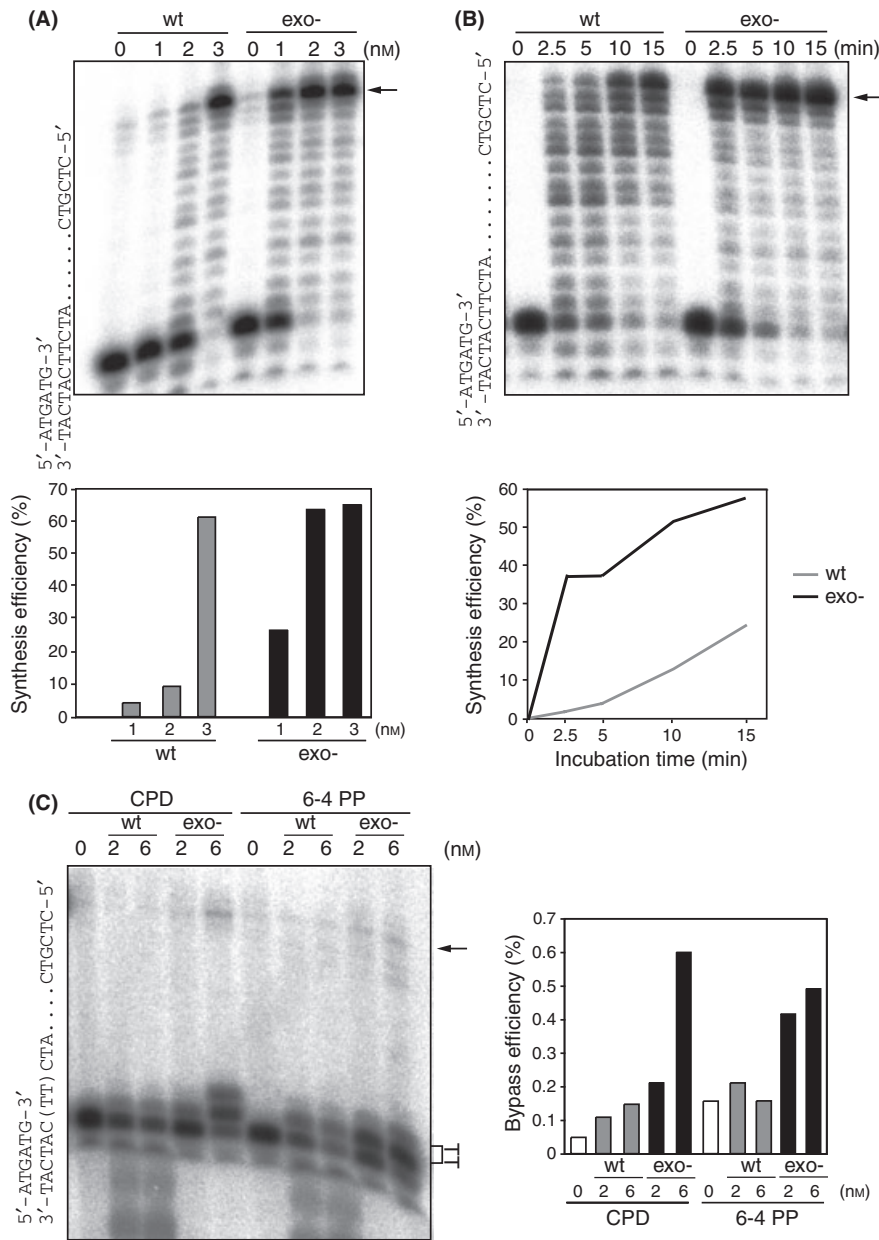 (A)
wt exo-
0 1 2 3 0 1 2 3 (nM)
5′-ATGATG-3′
3′-TACTACTTCTA........CTGCTC-5′
Synthesis efficiency (%)
70
60
50
40
30
20
10
0
1 2 3 1 2 3 (nM)
wt exo-
(B)
wt exo-
0 2.5 5 10 15 0 2.5 5 10 15 (min)
5′-ATGATG-3′
3′-TACTACTTCTA.........CTGCTC-5′
Synthesis efficiency (%)
60
50
40
30
20
10
0
0 2.5 5 10 15
Incubation time (min)
wt
exo-
(C)
CPD 6-4 PP
wt exo- wt exo-
0 2 6 2 6 0 2 6 2 6 (nM)
5′-ATGATG-3′
3′-TACTAC(TT)CTA.....CTGCTC-5′
TT
Bypass efficiency (%)
0.7
0.6
0.5
0.4
0.3
0.2
0.1
0
wt exo- wt exo-
0 2 6 2 6 0 2 6 2 6 (nM)
CPD 6-4 PP